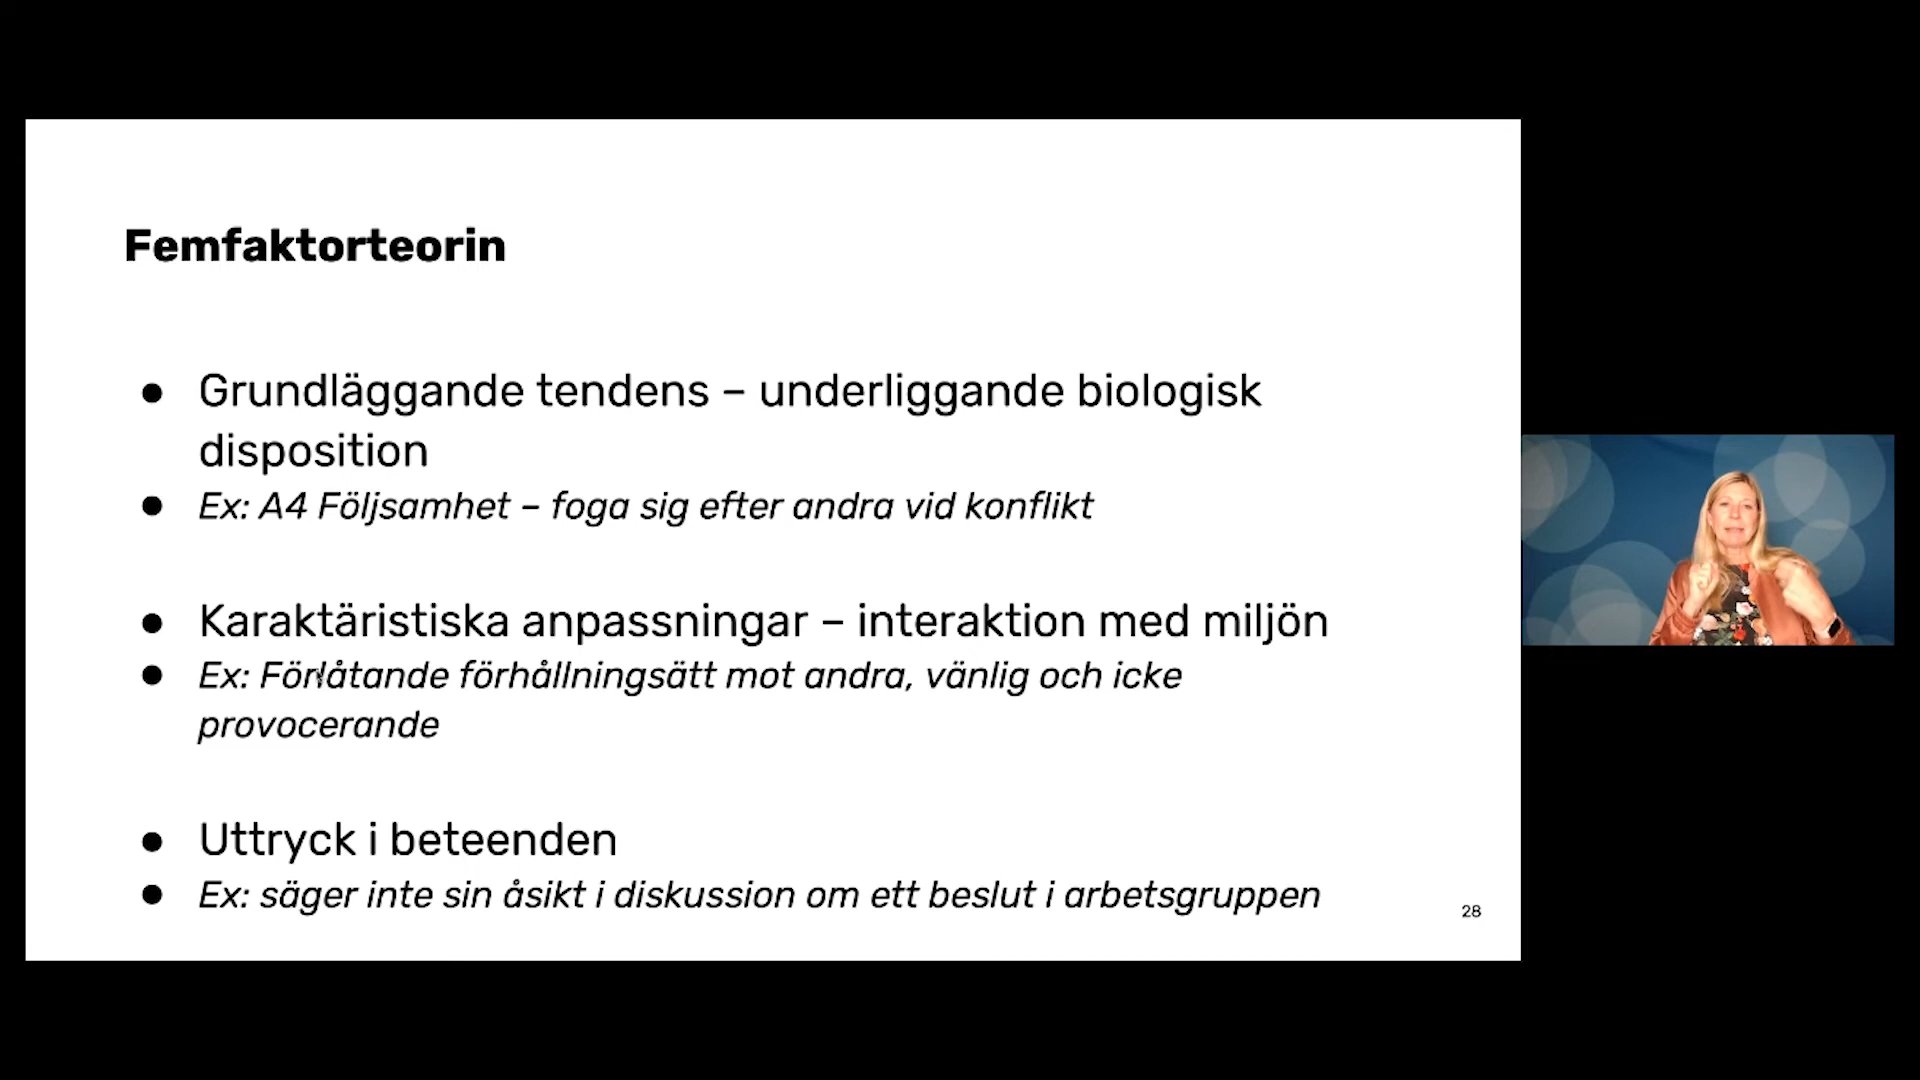 Femfaktorteorin
● Grundläggande tendens – underliggande biologisk
disposition
● Ex: A4 Följsamhet – foga sig efter andra vid konflikt
● Karaktäristiska anpassningar – interaktion med miljön
● Ex: Förlåtande förhållningsätt mot andra, vänlig och icke
provocerande
● Uttryck i beteenden
● Ex: säger inte sin åsikt i diskussion om ett beslut i arbetsgruppen
28